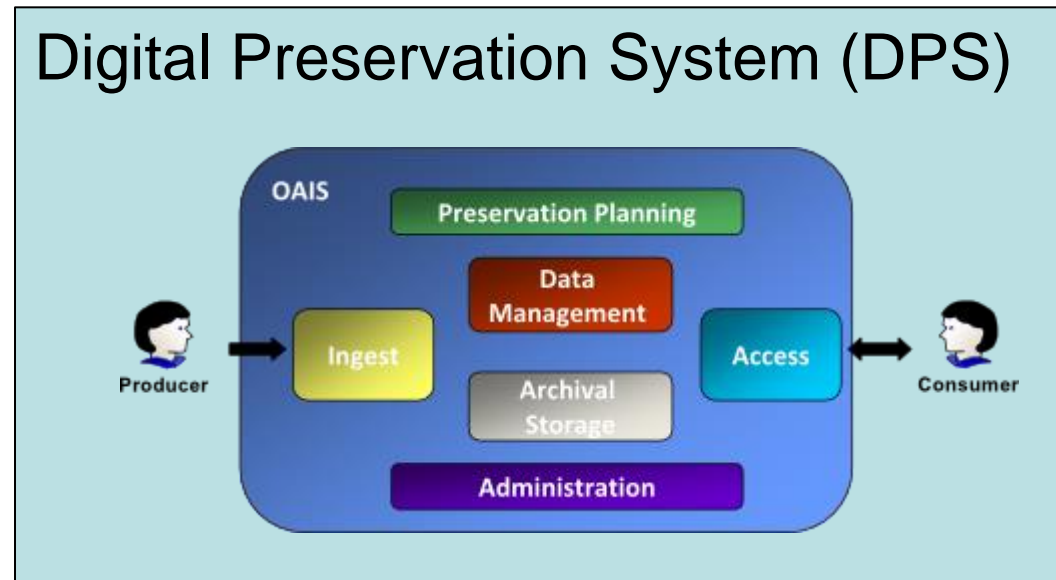 Digital Preservation System (DPS)
OAIS
Preservation Planning
Data
Management
Ingest
Access
Producer
Consumer
Archival
Storage
Administration